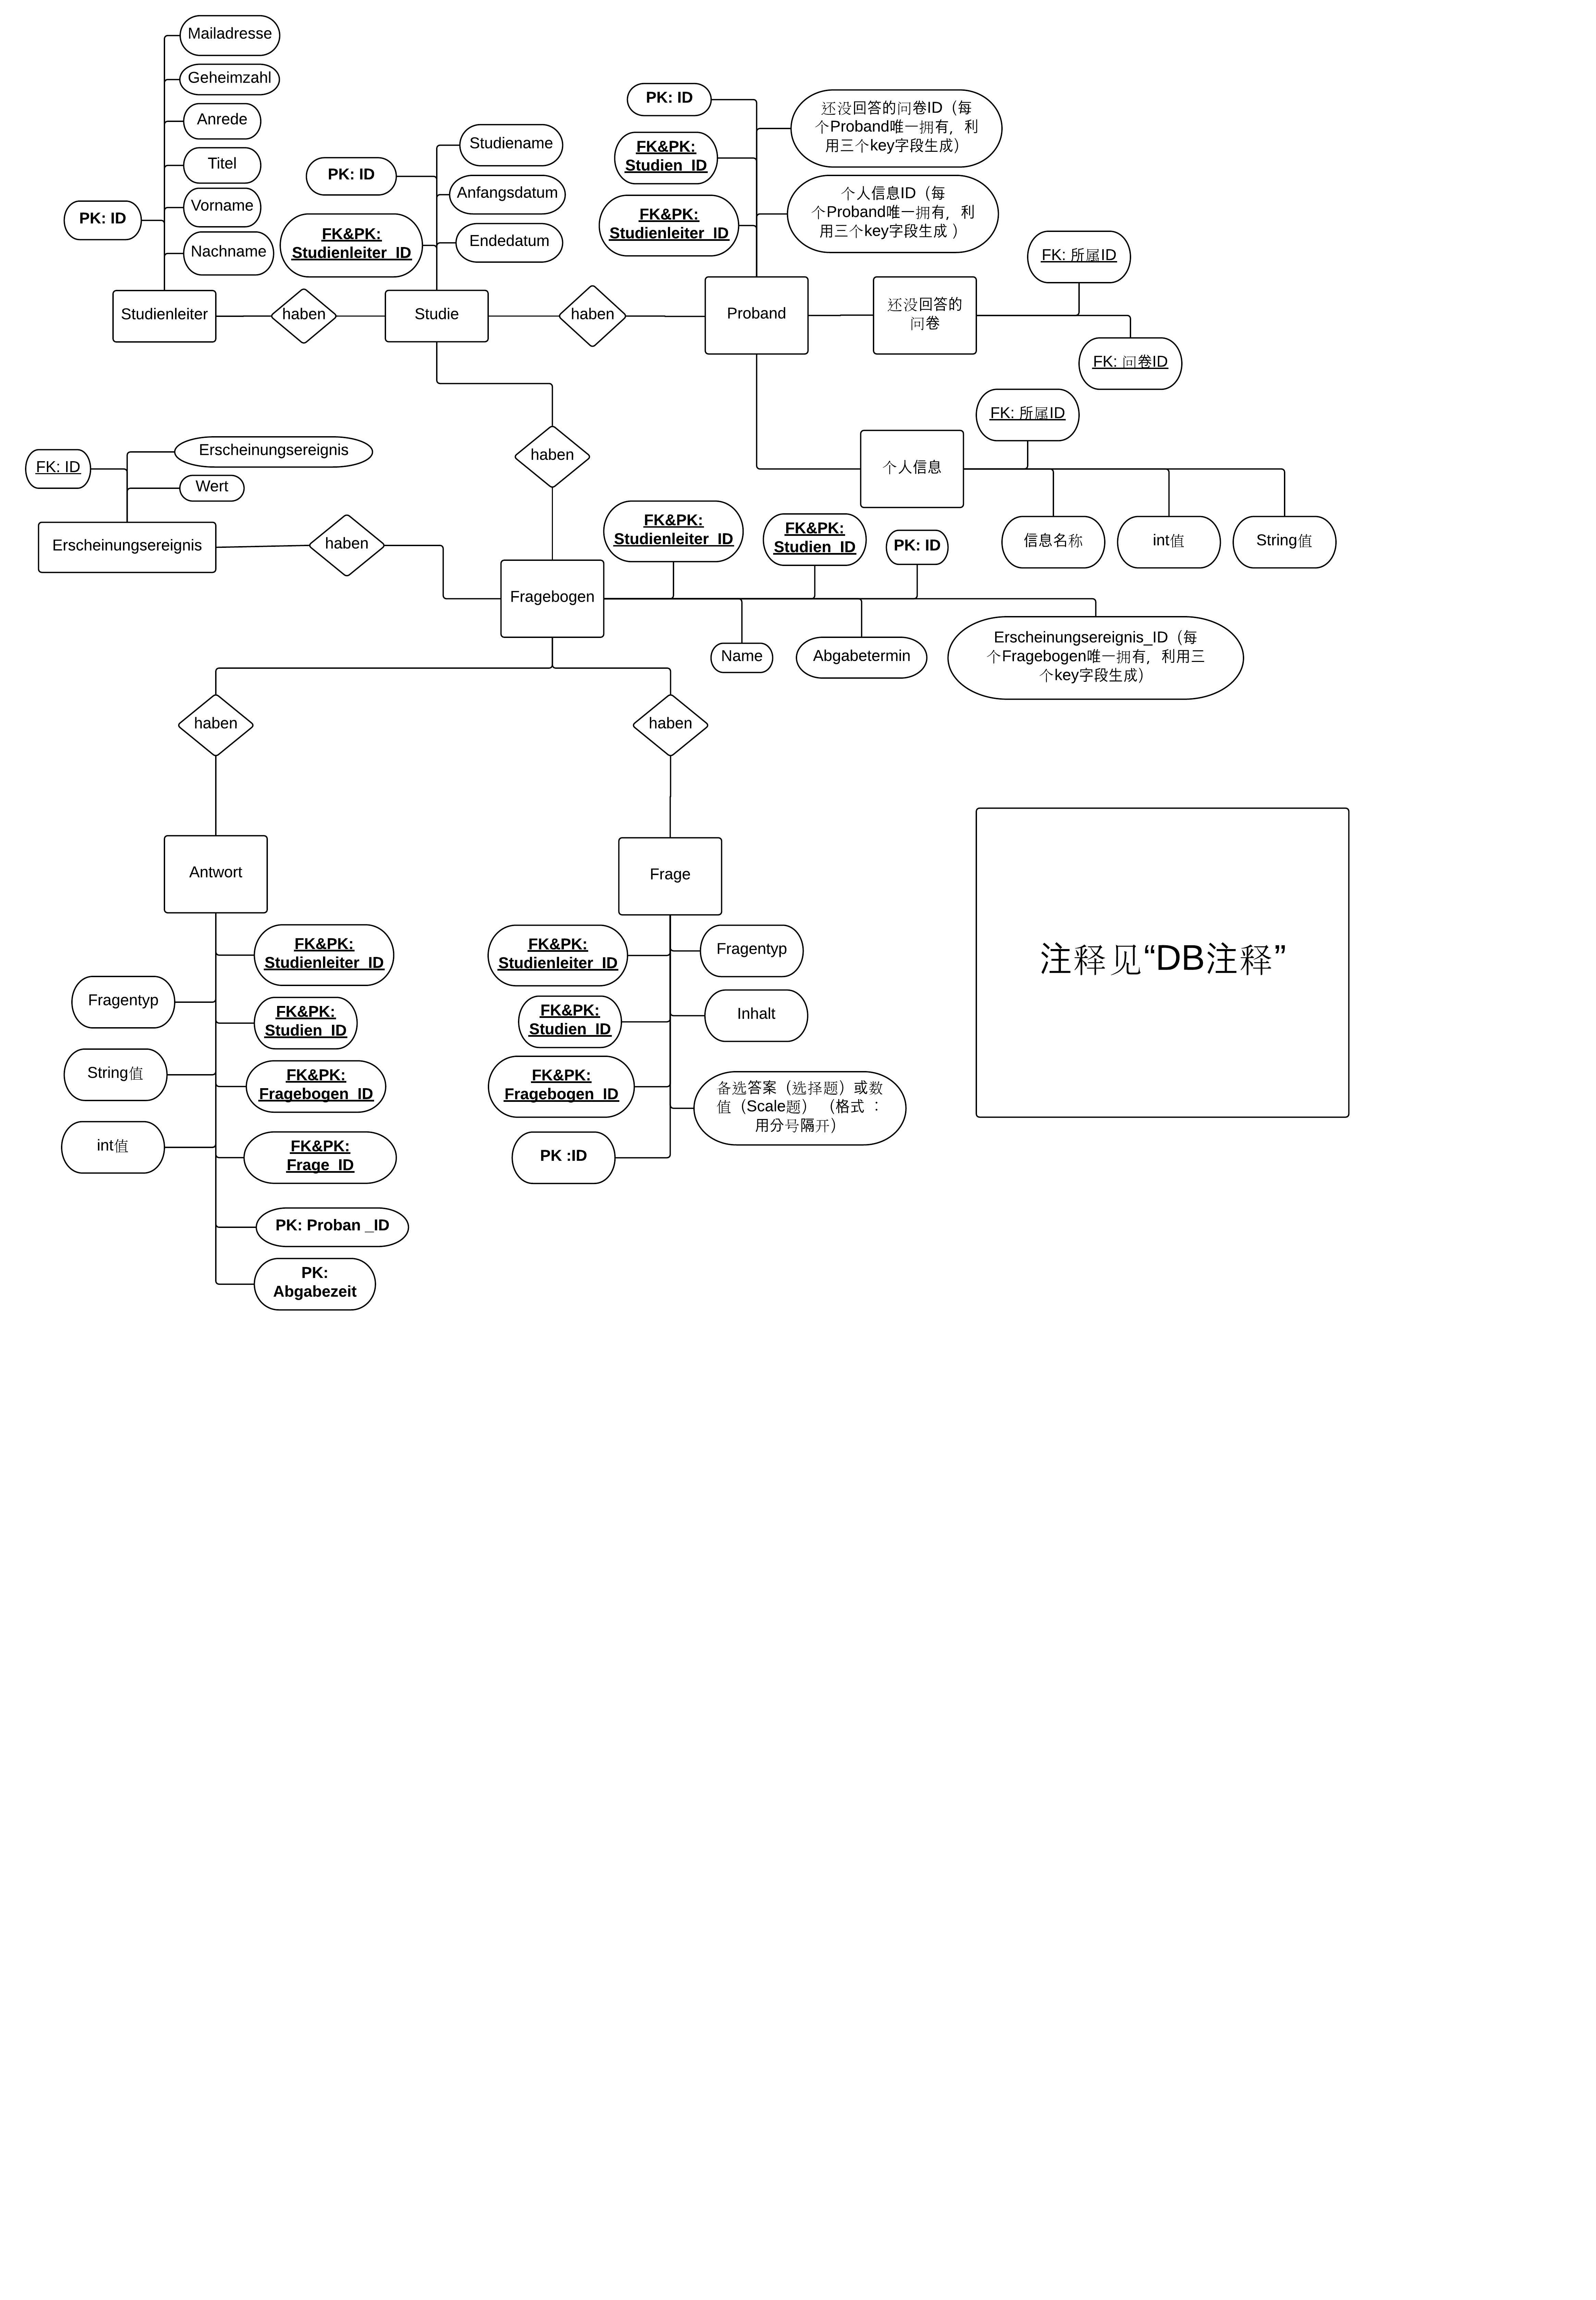 Mailadresse
Geheimzahl
Anrede
Titel
Vorname
PK: ID
Nachname
Studienleiter
haben
Studiename
PK: ID
Anfangsdatum
FK&PK:
Studienleiter_ID
Endedatum
Studie
haben
PK: ID
FK&PK:
Studien_ID
FK&PK:
Studienleiter_ID
还没回答的问卷ID（每
个Proband唯一拥有，利
用三个key字段生成）
个人信息ID（每
个Proband唯一拥有，利
用三个key字段生成 ）
Proband
还没回答的
问卷
FK: 所属ID
FK: 问卷ID
FK: 所属ID
个人信息
信息名称
int值
String值
haben
Erscheinungsereignis
FK: ID
Wert
Erscheinungsereignis
haben
FK&PK:
Studienleiter_ID
FK&PK:
Studien_ID
PK: ID
Fragebogen
Name
Abgabetermin
Erscheinungsereignis_ID（每
个Fragebogen唯一拥有，利用三
个key字段生成）
haben
haben
Antwort
FK&PK:
Studienleiter_ID
Fragentyp
FK&PK:
Studien_ID
String值
FK&PK:
Fragebogen_ID
int值
FK&PK:
Frage_ID
PK: Proban _ID
PK:
Abgabezeit
Frage
FK&PK:
Studienleiter_ID
Fragentyp
FK&PK:
Studien_ID
Inhalt
FK&PK:
Fragebogen_ID
备选答案（选择题）或数
值（Scale题）（格式 ：
用分号隔开）
PK :ID
注释见“DB注释”